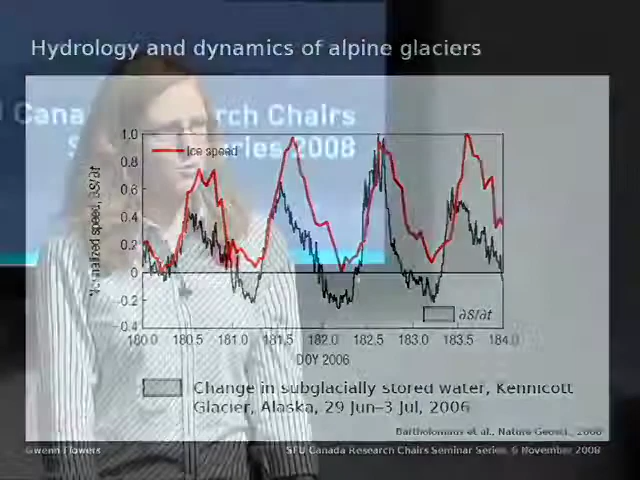 Hydrology and dynamics of alpine glaciers
Cana rch Chairs
ries 2008
Ice speed
Normalized speed, ∂S/∂t
1.0
0.8
0.6
0.4
0.2
0
-0.2
-0.4
∂S/∂t
180.0 180.5 181.0 181.5 182.0 182.5 183.0 183.5 184.0
DOY 2006
Change in subglacially stored water, Kennicott
Glacier, Alaska, 29 Jun–3 Jul, 2006
Bartholomaus et al., Nature Geosci., 2008
Gwenn Flowers
SFU Canada Research Chairs Seminar Series, 6 November 2008